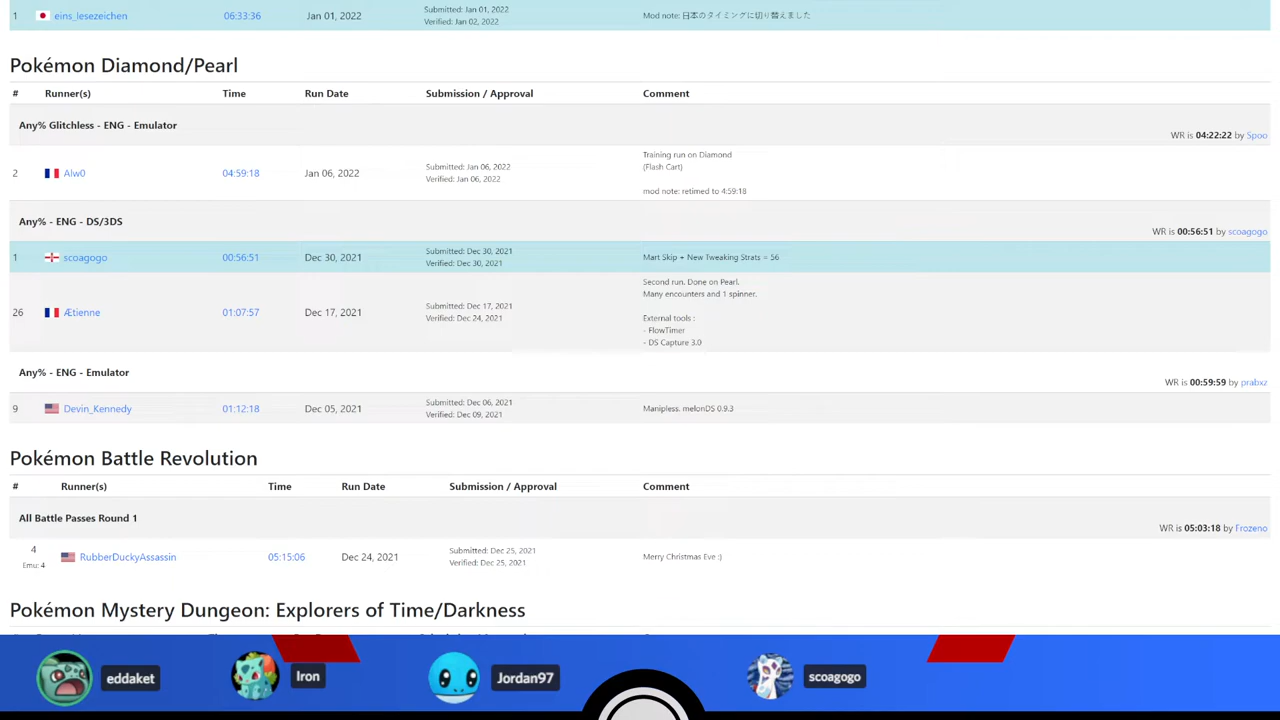 1 eins_lesezeichen 06:33:36 Jan 01, 2022 Submitted: Jan 01, 2022 Mod note: 日本のタイミングに切り替えました
Verified: Jan 02, 2022
Pokémon Diamond/Pearl
# Runner(s) Time Run Date Submission / Approval Comment
Any% Glitchless - ENG - Emulator
WR is 04:22:22 by Spoo
2 Alw0 04:59:18 Jan 06, 2022 Submitted: Jan 06, 2022 Training run on Diamond
Verified: Jan 06, 2022 (Flash Cart)
mod note: retimed to 4:59:18
Any% - ENG - DS/3DS
WR is 00:56:51 by scoagogo
1 scoagogo 00:56:51 Dec 30, 2021 Submitted: Dec 30, 2021 Mart Skip + New Tweaking Strats = 56
Verified: Dec 30, 2021
26 Ætienne 01:07:57 Dec 17, 2021 Submitted: Dec 17, 2021 Second run. Done on Pearl.
Verified: Dec 24, 2021 Many encounters and 1 spinner.
External tools :
- FlowTimer
- DS Capture 3.0
Any% - ENG - Emulator
WR is 00:59:59 by prabxz
9 Devin_Kennedy 01:12:18 Dec 05, 2021 Submitted: Dec 06, 2021 Manipless. melonDS 0.9.3
Verified: Dec 09, 2021
Pokémon Battle Revolution
# Runner(s) Time Run Date Submission / Approval Comment
All Battle Passes Round 1
WR is 05:03:18 by Frozeno
4 RubberDuckyAssassin 05:15:06 Dec 24, 2021 Submitted: Dec 25, 2021 Merry Christmas Eve :)
Emu: 4 Verified: Dec 25, 2021
Pokémon Mystery Dungeon: Explorers of Time/Darkness
eddaket Iron Jordan97 scoagogo